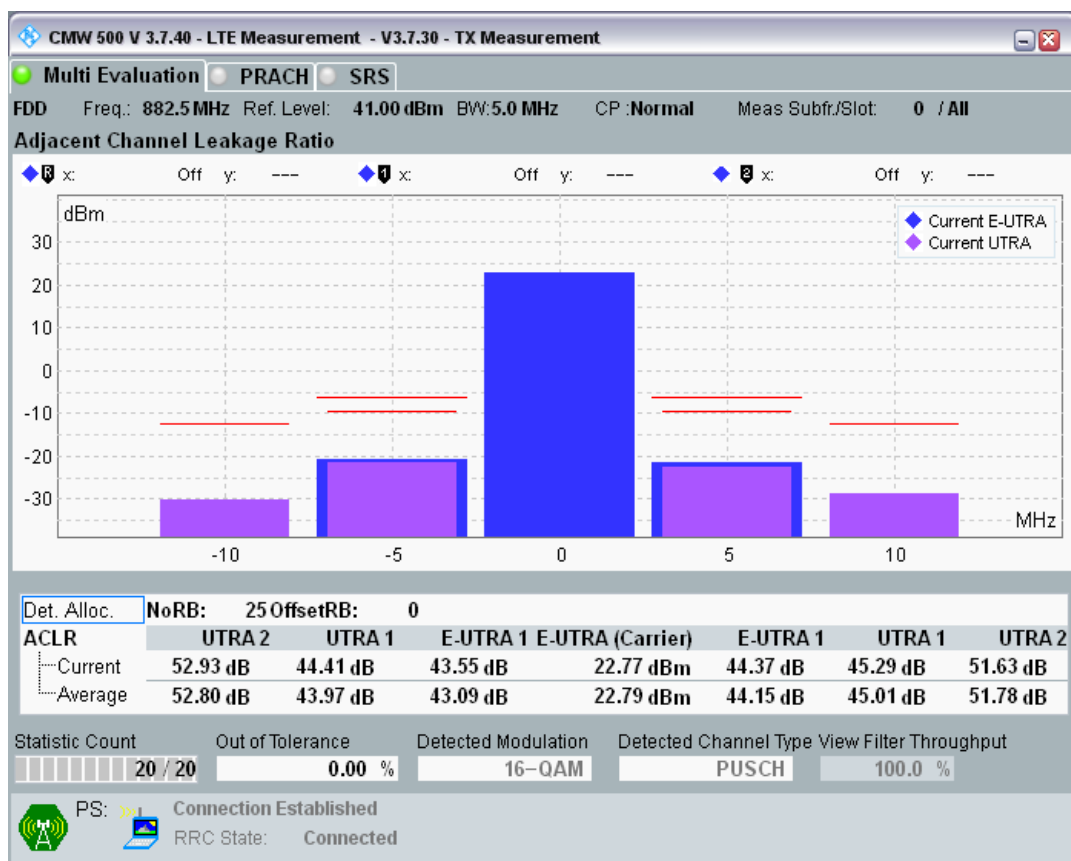 CMW 500 V 3.7.40 - LTE Measurement - V3.7.30 - TX Measurement
Multi Evaluation PRACH SRS
FDD Freq.: 882.5 MHz Ref. Level: 41.00 dBm BW:5.0 MHz CP :Normal Meas Subfr./Slot: 0 / All
Adjacent Channel Leakage Ratio
R x: Off y: --- 1 x: Off y: --- 2 x: Off y: ---
dBm
Current E-UTRA
Current UTRA
30
20
10
0
-10
-20
-30
MHz
-10 -5 0 5 10
Det. Alloc. NoRB: 25 OffsetRB: 0
ACLR UTRA 2 UTRA 1 E-UTRA 1 E-UTRA (Carrier) E-UTRA 1 UTRA 1 UTRA 2
Current 52.93 dB 44.41 dB 43.55 dB 22.77 dBm 44.37 dB 45.29 dB 51.63 dB
Average 52.80 dB 43.97 dB 43.09 dB 22.79 dBm 44.15 dB 45.01 dB 51.78 dB
Statistic Count Out of Tolerance Detected Modulation Detected Channel Type View Filter Throughput
20 / 20 0.00 % 16-QAM PUSCH 100.0 %
PS: Connection Established
RRC State: Connected